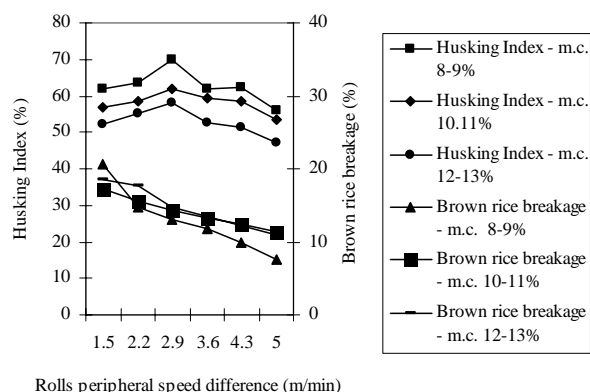 80
70
60
50
40
30
20
10
0
Husking Index (%)
40
30
20
10
0
Brown rice breakage (%)
1.5 2.2 2.9 3.6 4.3 5
Rolls peripheral speed difference (m/min)
Husking Index - m.c.
8-9%
Husking Index - m.c.
10.11%
Husking Index - m.c.
12-13%
Brown rice breakage
- m.c. 8-9%
Brown rice breakage
- m.c. 10-11%
Brown rice breakage
- m.c. 12-13%